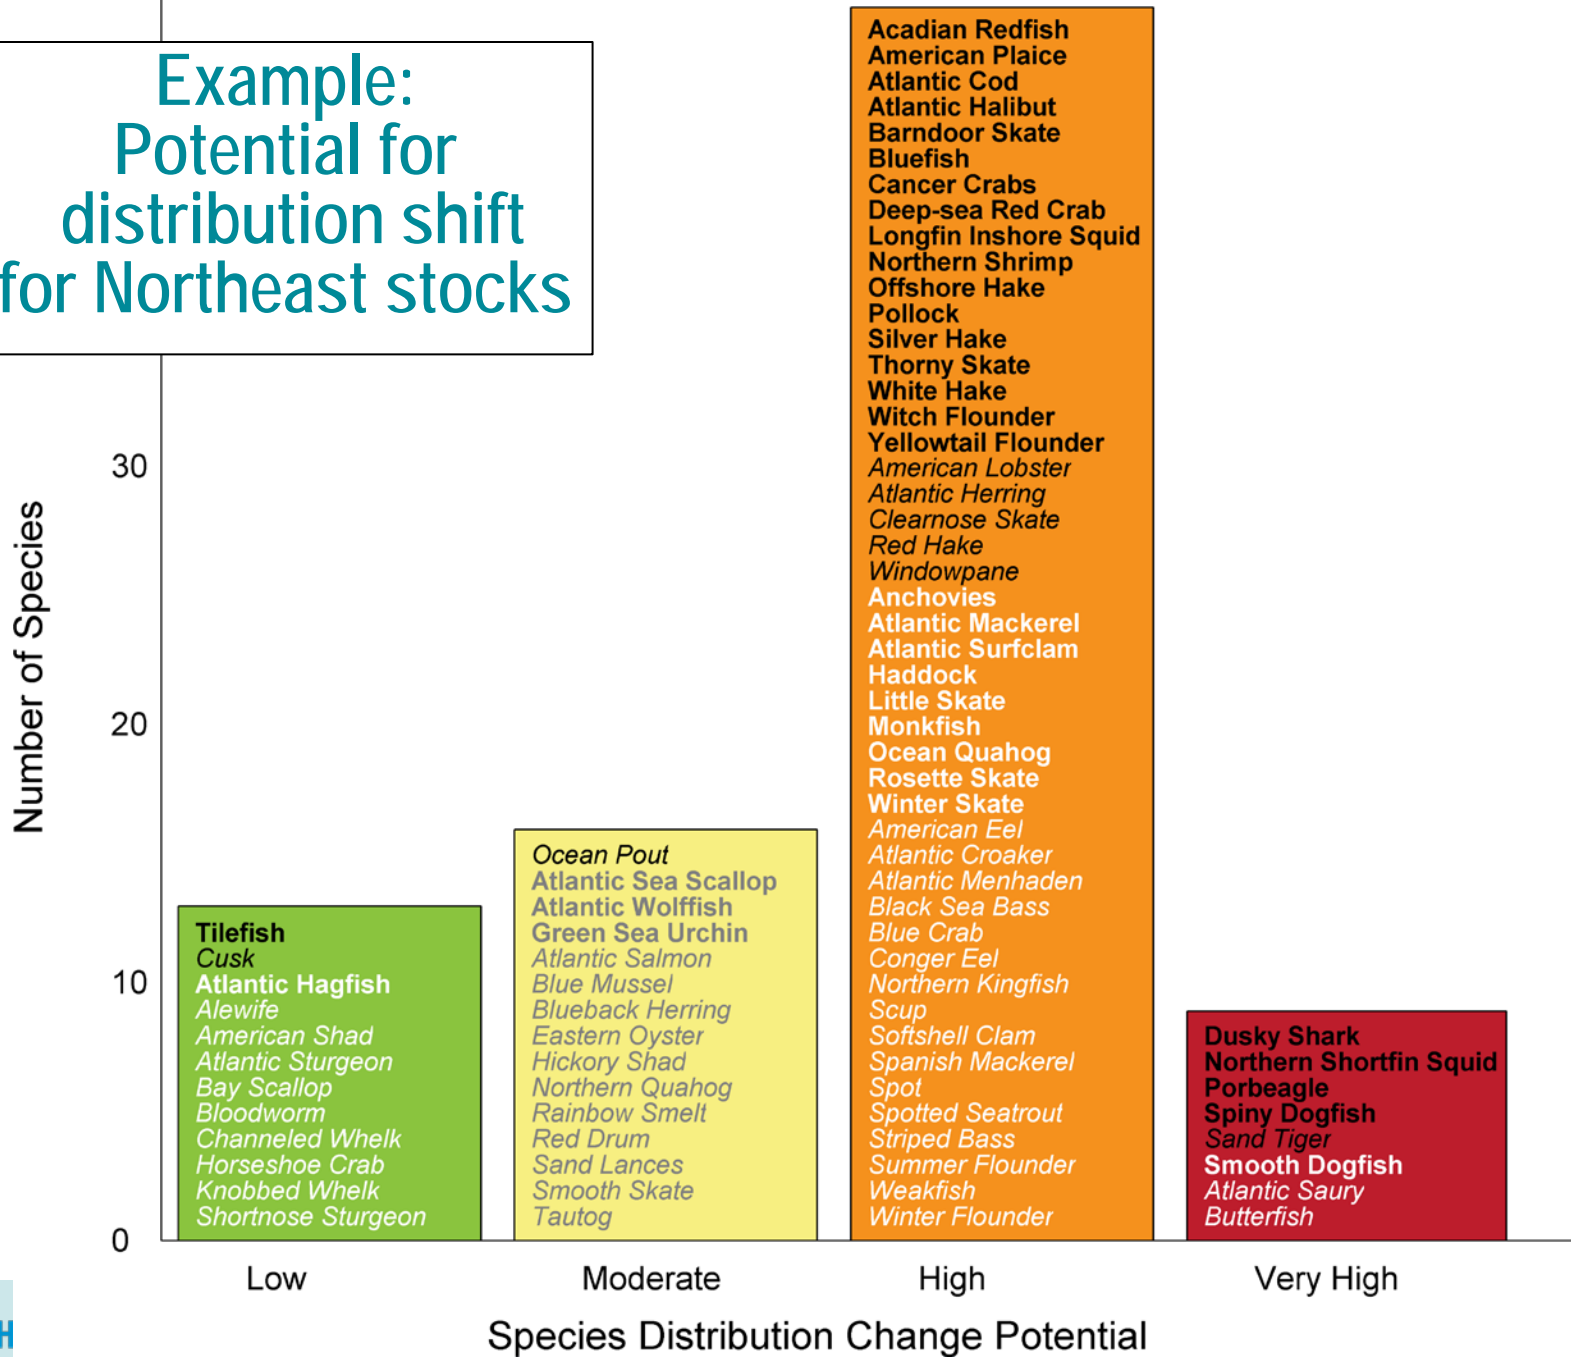 Example:
Potential for
distribution shift
for Northeast stocks
Number of Species
30
20
10
0
Tilefish
Cusk
Atlantic Hagfish
Alewife
American Shad
Atlantic Sturgeon
Bay Scallop
Bloodworm
Channeled Whelk
Horseshoe Crab
Knobbed Whelk
Shortnose Sturgeon
Ocean Pout
Atlantic Sea Scallop
Atlantic Wolffish
Green Sea Urchin
Atlantic Salmon
Blue Mussel
Blueback Herring
Eastern Oyster
Hickory Shad
Northern Quahog
Rainbow Smelt
Red Drum
Sand Lances
Smooth Skate
Tautog
Acadian Redfish
American Plaice
Atlantic Cod
Atlantic Halibut
Barndoor Skate
Bluefish
Cancer Crabs
Deep-sea Red Crab
Longfin Inshore Squid
Northern Shrimp
Offshore Hake
Pollock
Silver Hake
Thorny Skate
White Hake
Witch Flounder
Yellowtail Flounder
American Lobster
Atlantic Herring
Clearnose Skate
Red Hake
Windowpane
Anchovies
Atlantic Mackerel
Atlantic Surfclam
Haddock
Little Skate
Monkfish
Ocean Quahog
Rosette Skate
Winter Skate
American Eel
Atlantic Croaker
Atlantic Menhaden
Black Sea Bass
Blue Crab
Conger Eel
Northern Kingfish
Scup
Softshell Clam
Spanish Mackerel
Spot
Spotted Seatrout
Striped Bass
Summer Flounder
Weakfish
Winter Flounder
Dusky Shark
Northern Shortfin Squid
Porbeagle
Spiny Dogfish
Sand Tiger
Smooth Dogfish
Atlantic Saury
Butterfish
Low
Moderate
High
Very High
Species Distribution Change Potential
H